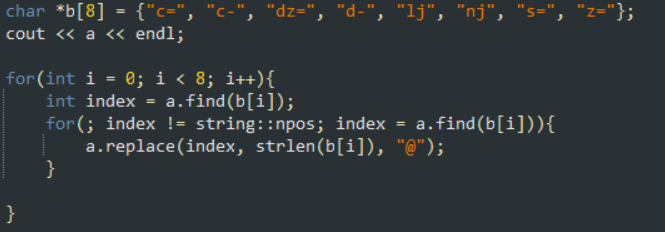 char *b[8] = {"c=", "c-", "dz=", "d-", "lj", "nj", "s=", "z="};
cout << a << endl;
for(int i = 0; i < 8; i++){
int index = a.find(b[i]);
for(; index != string::npos; index = a.find(b[i])){
a.replace(index, strlen(b[i]), "@");
}
}